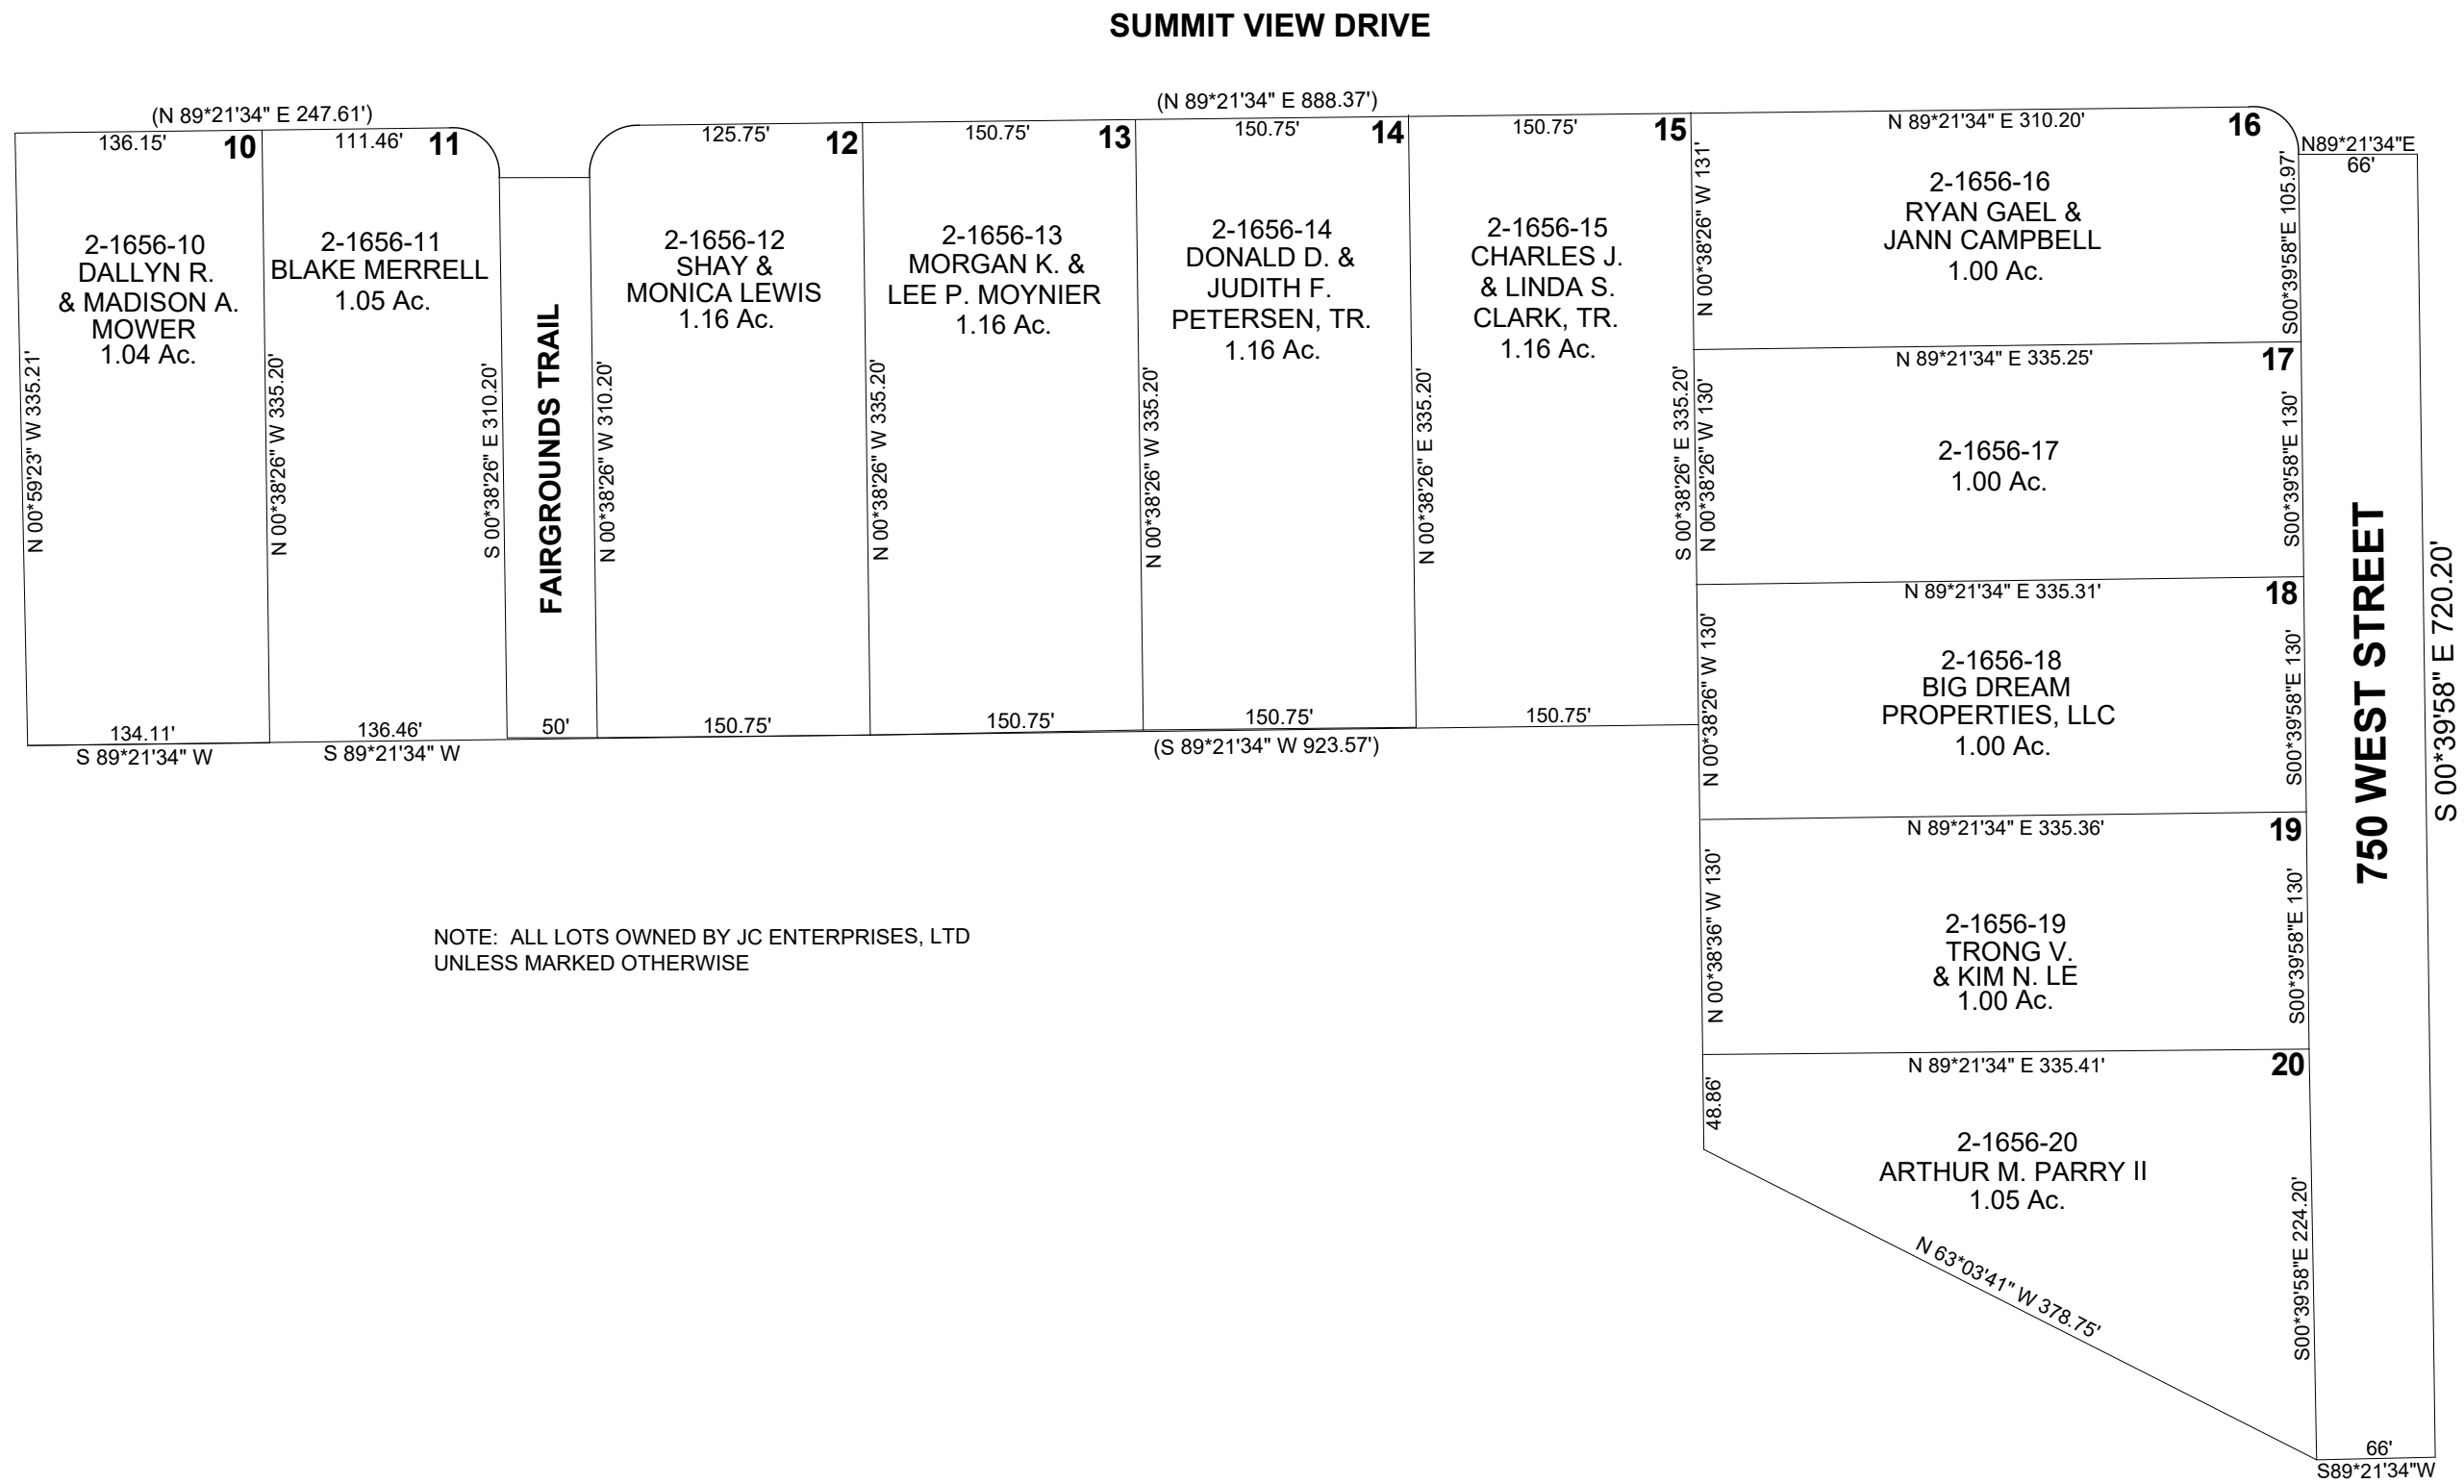 SUMMIT VIEW DRIVE
(N 89*21'34" E 247.61')
(N 89*21'34" E 888.37')
136.15'
10
111.46'
11
125.75'
12
150.75'
13
150.75'
14
150.75'
15
N 89*21'34" E 310.20'
16
N89*21'34"E
66'
2-1656-10
DALLYN R.
& MADISON A.
MOWER
1.04 Ac.
2-1656-11
BLAKE MERRELL
1.05 Ac.
2-1656-12
SHAY &
MONICA LEWIS
1.16 Ac.
2-1656-13
MORGAN K. &
LEE P. MOYNIER
1.16 Ac.
2-1656-14
DONALD D. &
JUDITH F.
PETERSEN, TR.
1.16 Ac.
2-1656-15
CHARLES J.
& LINDA S.
CLARK, TR.
1.16 Ac.
N 00*38'26" W 131'
2-1656-16
RYAN GAEL &
JANN CAMPBELL
1.00 Ac.
S00*39'58"E 105.97'
N 00*59'23" W 335.21'
N 00*38'26" W 335.20'
S 00*38'26" E 310.20'
FAIRGROUNDS TRAIL
N 00*38'26" W 310.20'
N 00*38'26" W 335.20'
N 00*38'26" W 335.20'
N 00*38'26" E 335.20'
S 00*38'26" E 335.20'
N 00*38'26" W 130'
N 89*21'34" E 335.25'
17
2-1656-17
1.00 Ac.
S00*39'58"E 130'
N 89*21'34" E 335.31'
18
N 00*38'26" W 130'
2-1656-18
BIG DREAM
PROPERTIES, LLC
1.00 Ac.
S00*39'58"E 130'
750 WEST STREET
S 00*39'58" E 720.20'
134.11'
S 89*21'34" W
136.46'
S 89*21'34" W
50'
150.75'
150.75'
150.75'
150.75'
(S 89*21'34" W 923.57')
N 89*21'34" E 335.36'
19
N 00*38'36" W 130'
2-1656-19
TRONG V.
& KIM N. LE
1.00 Ac.
S00*39'58"E 130'
NOTE: ALL LOTS OWNED BY JC ENTERPRISES, LTD
UNLESS MARKED OTHERWISE
N 89*21'34" E 335.41'
20
48.86'
2-1656-20
ARTHUR M. PARRY II
1.05 Ac.
S00*39'58"E 224.20'
N 63*03'41" W 378.75'
66'
S89*21'34"W